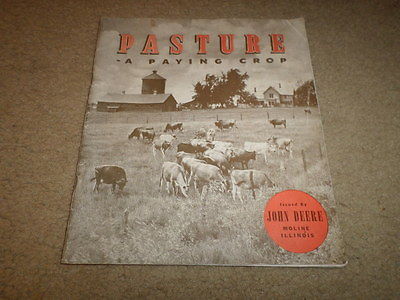 PASTURE
-A PAYING CROP
Issued By
JOHN DEERE
MOLINE
ILLINOIS